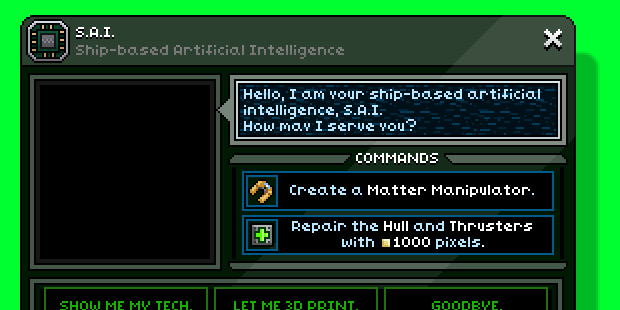 S.A.I.
Ship-based Artificial Intelligence
Hello, I am your ship-based artificial
intelligence, S.A.I.
How may I serve you?
COMMANDS
Create a Matter Manipulator.
Repair the Hull and Thrusters
with 1000 pixels.
SHOW ME MY TECH.
LET ME 3D PRINT.
GOODBYE.